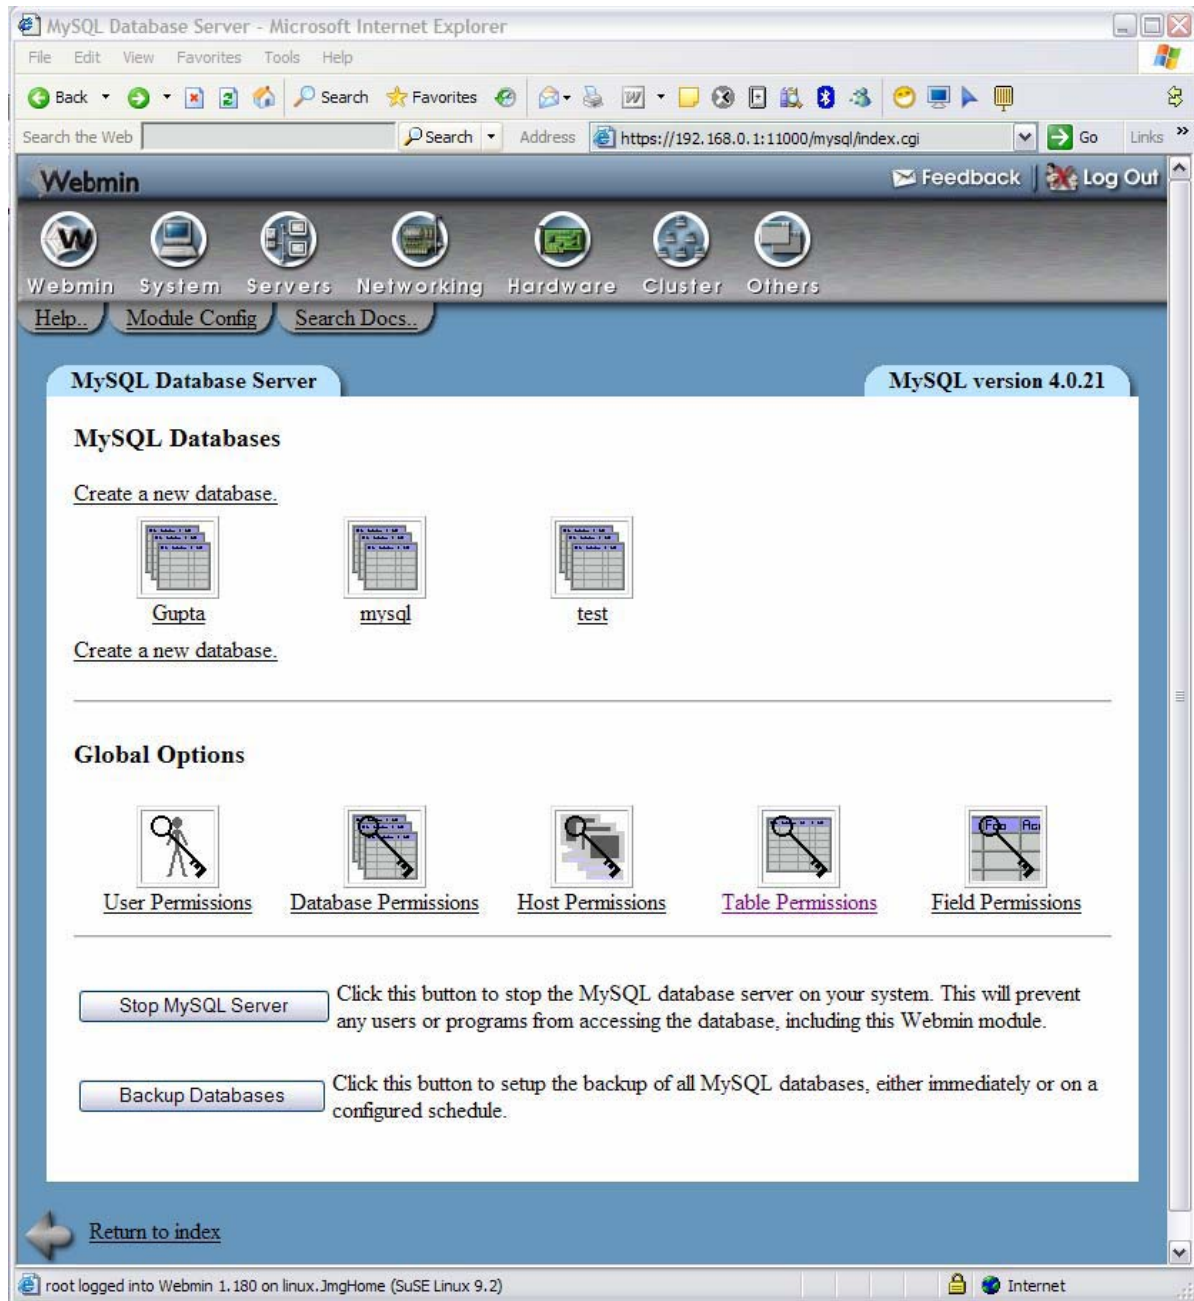 MySQL Database Server - Microsoft Internet Explorer
File Edit View Favorites Tools Help
Back Search Favorites
Search the Web Search Address https://192.168.0.1:11000/mysql/index.cgi Go Links »
Webmin Feedback Log Out
Webmin System Servers Networking Hardware Cluster Others
Help.. Module Config Search Docs..
MySQL Database Server MySQL version 4.0.21
MySQL Databases
Create a new database.
Gupta mysql test
Create a new database.
Global Options
User Permissions Database Permissions Host Permissions Table Permissions Field Permissions
Stop MySQL Server Click this button to stop the MySQL database server on your system. This will prevent
any users or programs from accessing the database, including this Webmin module.
Backup Databases Click this button to setup the backup of all MySQL databases, either immediately or on a
configured schedule.
Return to index
root logged into Webmin 1.180 on linux.JmgHome (SuSE Linux 9.2) Internet